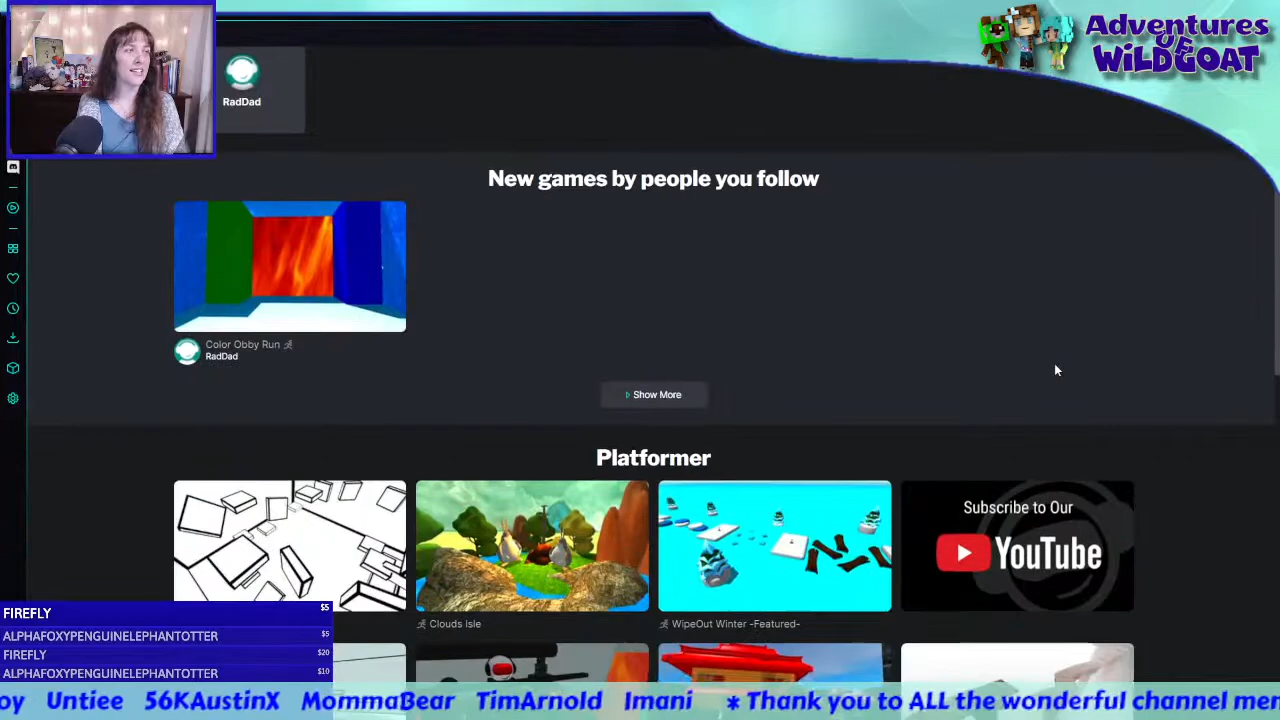 Adventures
OF
WILDGOAT
RadDad
New games by people you follow
Color Obby Run
RadDad
Show More
Platformer
Subscribe to Our
YouTube
Clouds Isle
WipeOut Winter -Featured-
FIREFLY $5
ALPHAFOXYPENGUINELEPHANTOTTER $5
FIREFLY $20
ALPHAFOXYPENGUINELEPHANTOTTER $10
oy Untiee 56KAustinX MommaBear TimArnold Imani * Thank you to ALL the wonderful channel mer